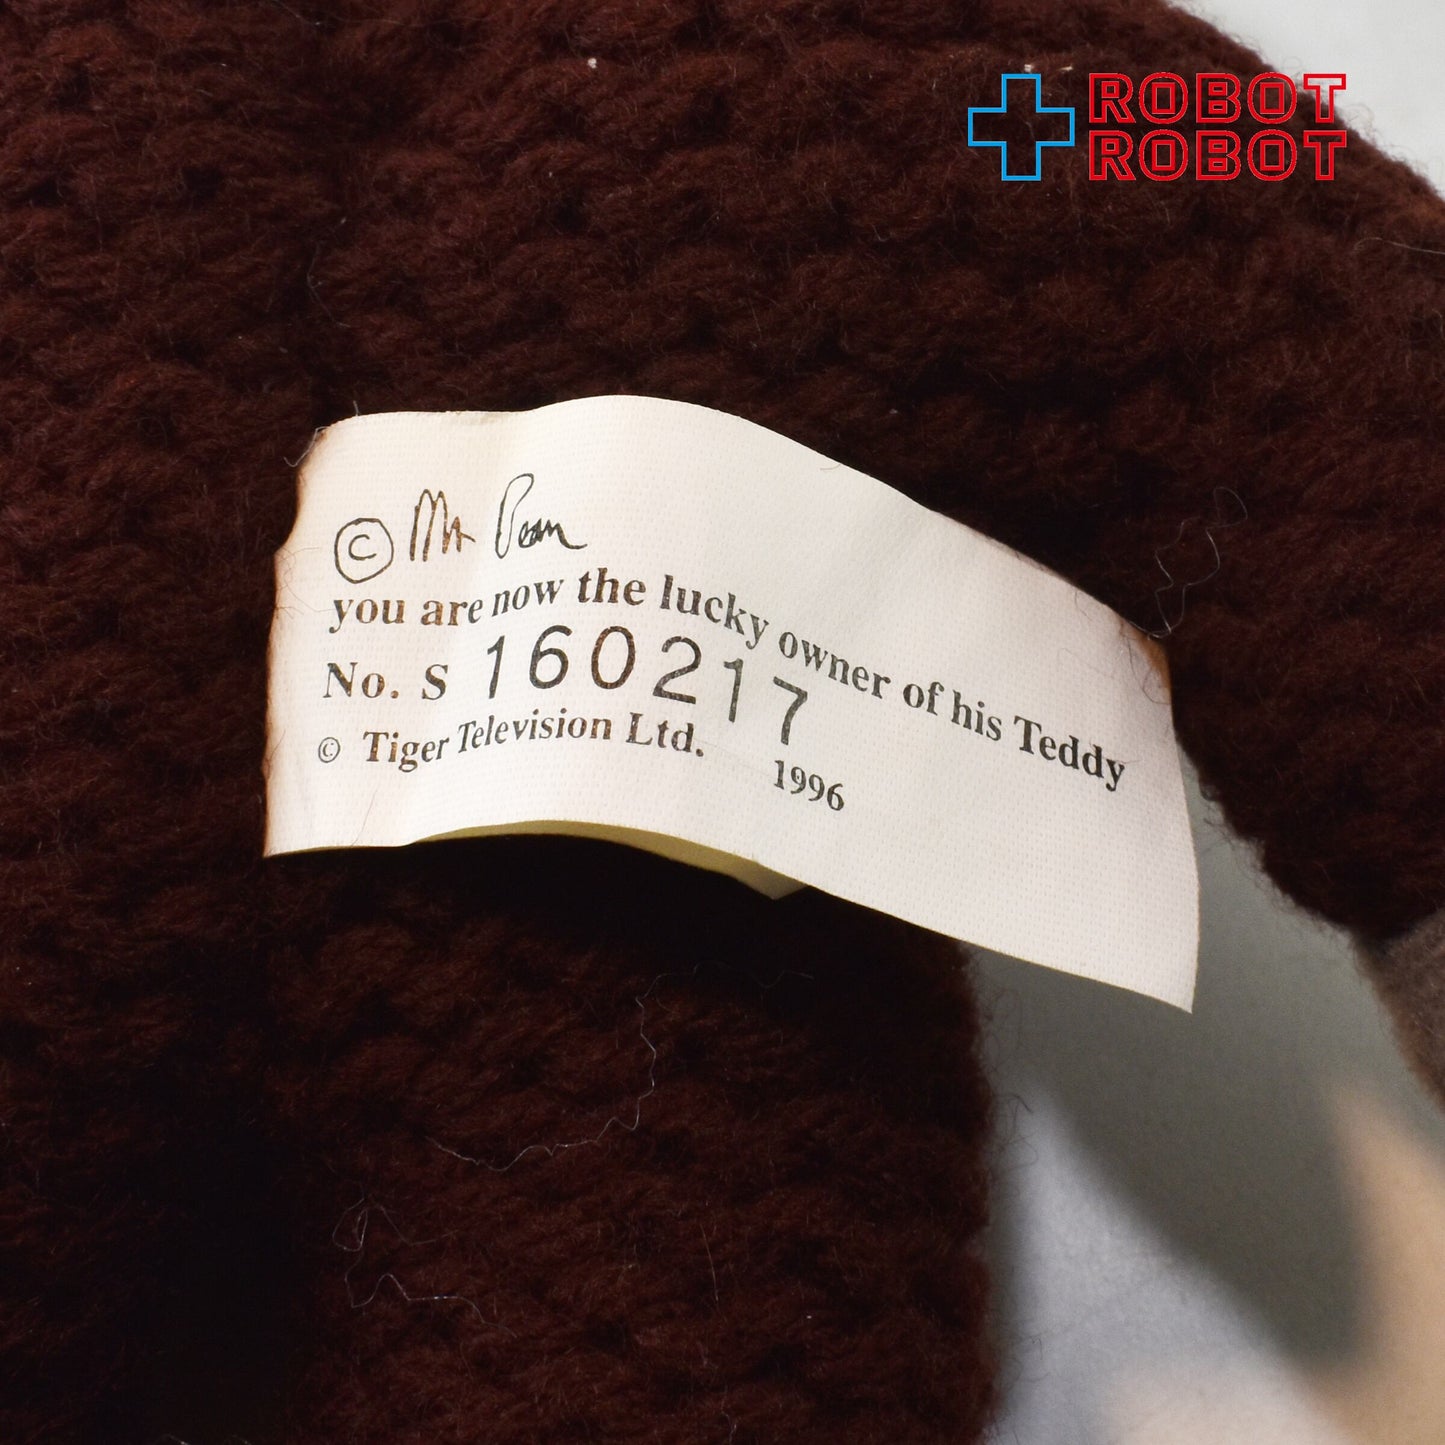 ROBOT
ROBOT
© Mr Bean
you are now the lucky owner of his Teddy
No. S 160217
© Tiger Television Ltd. 1996